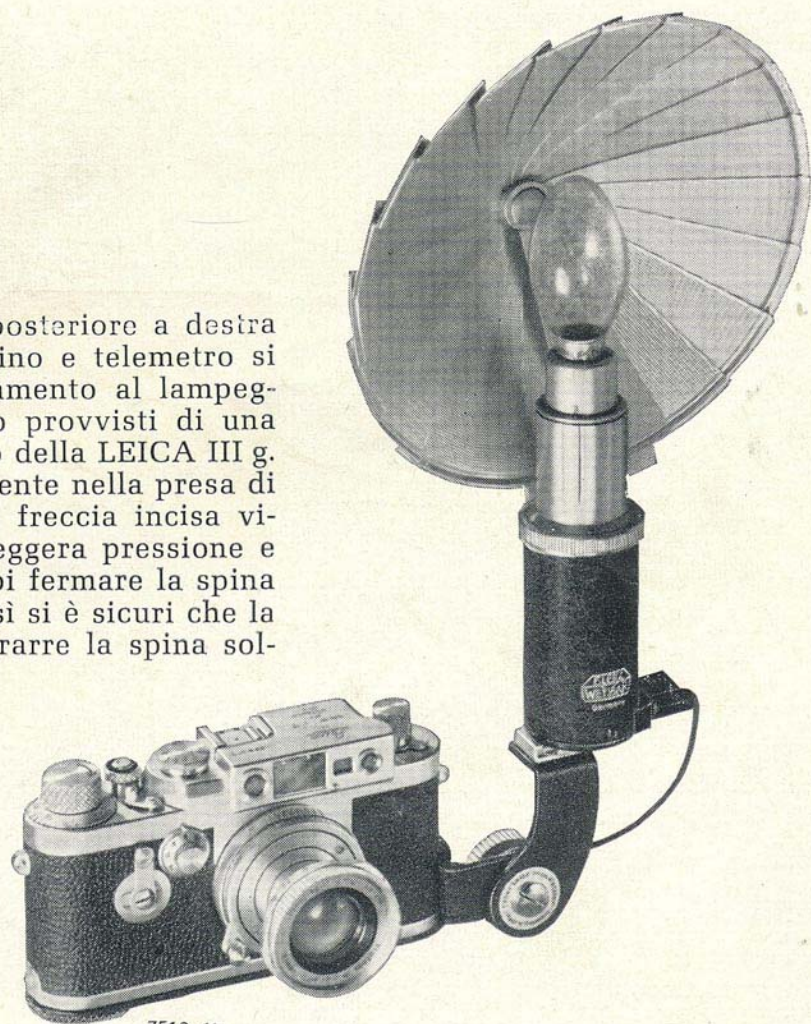 posteriore a destra
ino e telemetro si
amento al lampeg-
o provvisti di una
o della LEICA III g.
ente nella presa di
freccia incisa vi-
eggera pressione e
oi fermare la spina
sì si è sicuri che la
rarre la spina sol-
E. LEITZ
WETZLAR
Germany
Leica